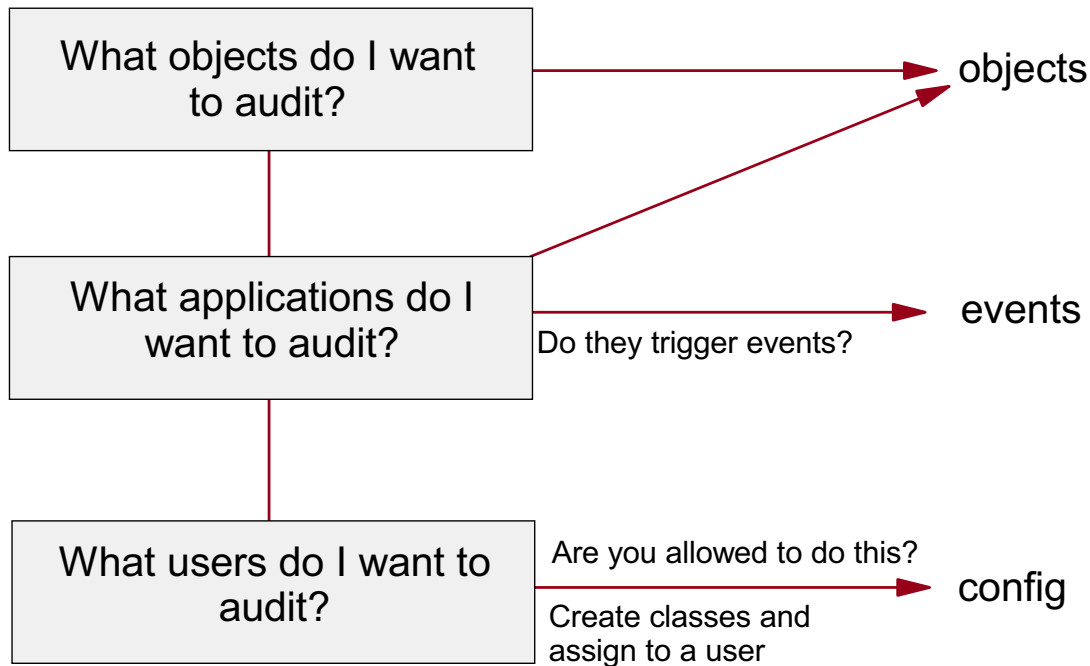 What objects do I want
to audit?
objects
What applications do I
want to audit?
events
Do they trigger events?
What users do I want to
audit?
Are you allowed to do this?
config
Create classes and
assign to a user